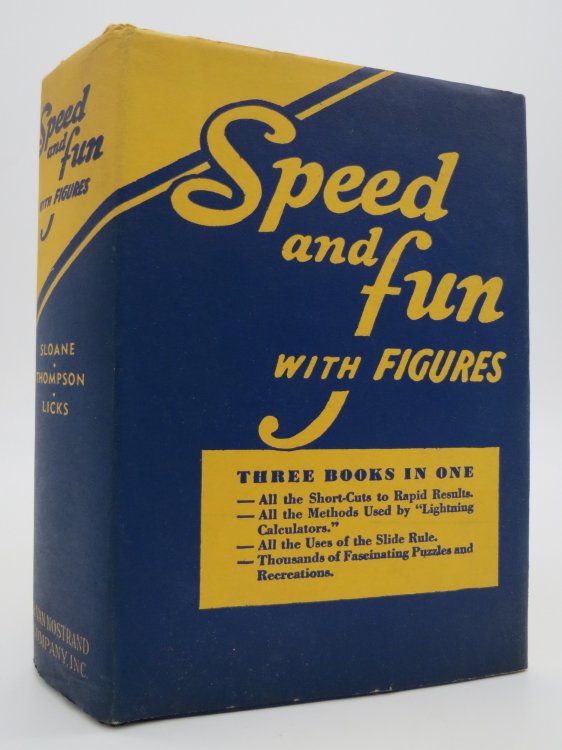 Speed
and
fun
WITH FIGURES
SLOANE
THOMPSON
LICKS
VAN NOSTRAND
COMPANY, INC.
Speed
and
fun
WITH FIGURES
THREE BOOKS IN ONE
— All the Short-Cuts to Rapid Results.
— All the Methods Used by "Lightning
Calculators."
— All the Uses of the Slide Rule.
— Thousands of Fascinating Puzzles and
Recreations.